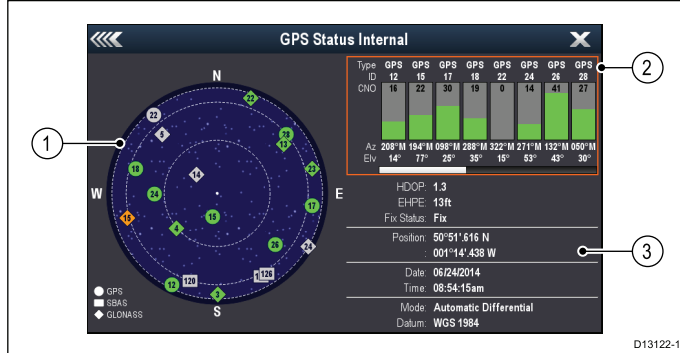 GPS Status Internal
N
W
E
S
22
22
5
28
13
18
23
14
24
17
15
15
4
26
24
12
120
126
3
GPS
SBAS
GLONASS
1
Type GPS GPS GPS GPS GPS GPS GPS GPS
ID 12 15 17 18 22 24 26 28
CNO 16 22 30 19 0 14 41 27
Az 208°M 194°M 098°M 288°M 322°M 271°M 132°M 050°M
Elv 14° 77° 25° 35° 15° 53° 43° 30°
2
HDOP: 1.3
EHPE: 13ft
Fix Status: Fix
Position: 50°51'.616 N
: 001°14'.438 W
3
Date: 06/24/2014
Time: 08:54:15am
Mode: Automatic Differential
Datum: WGS 1984
D13122-1